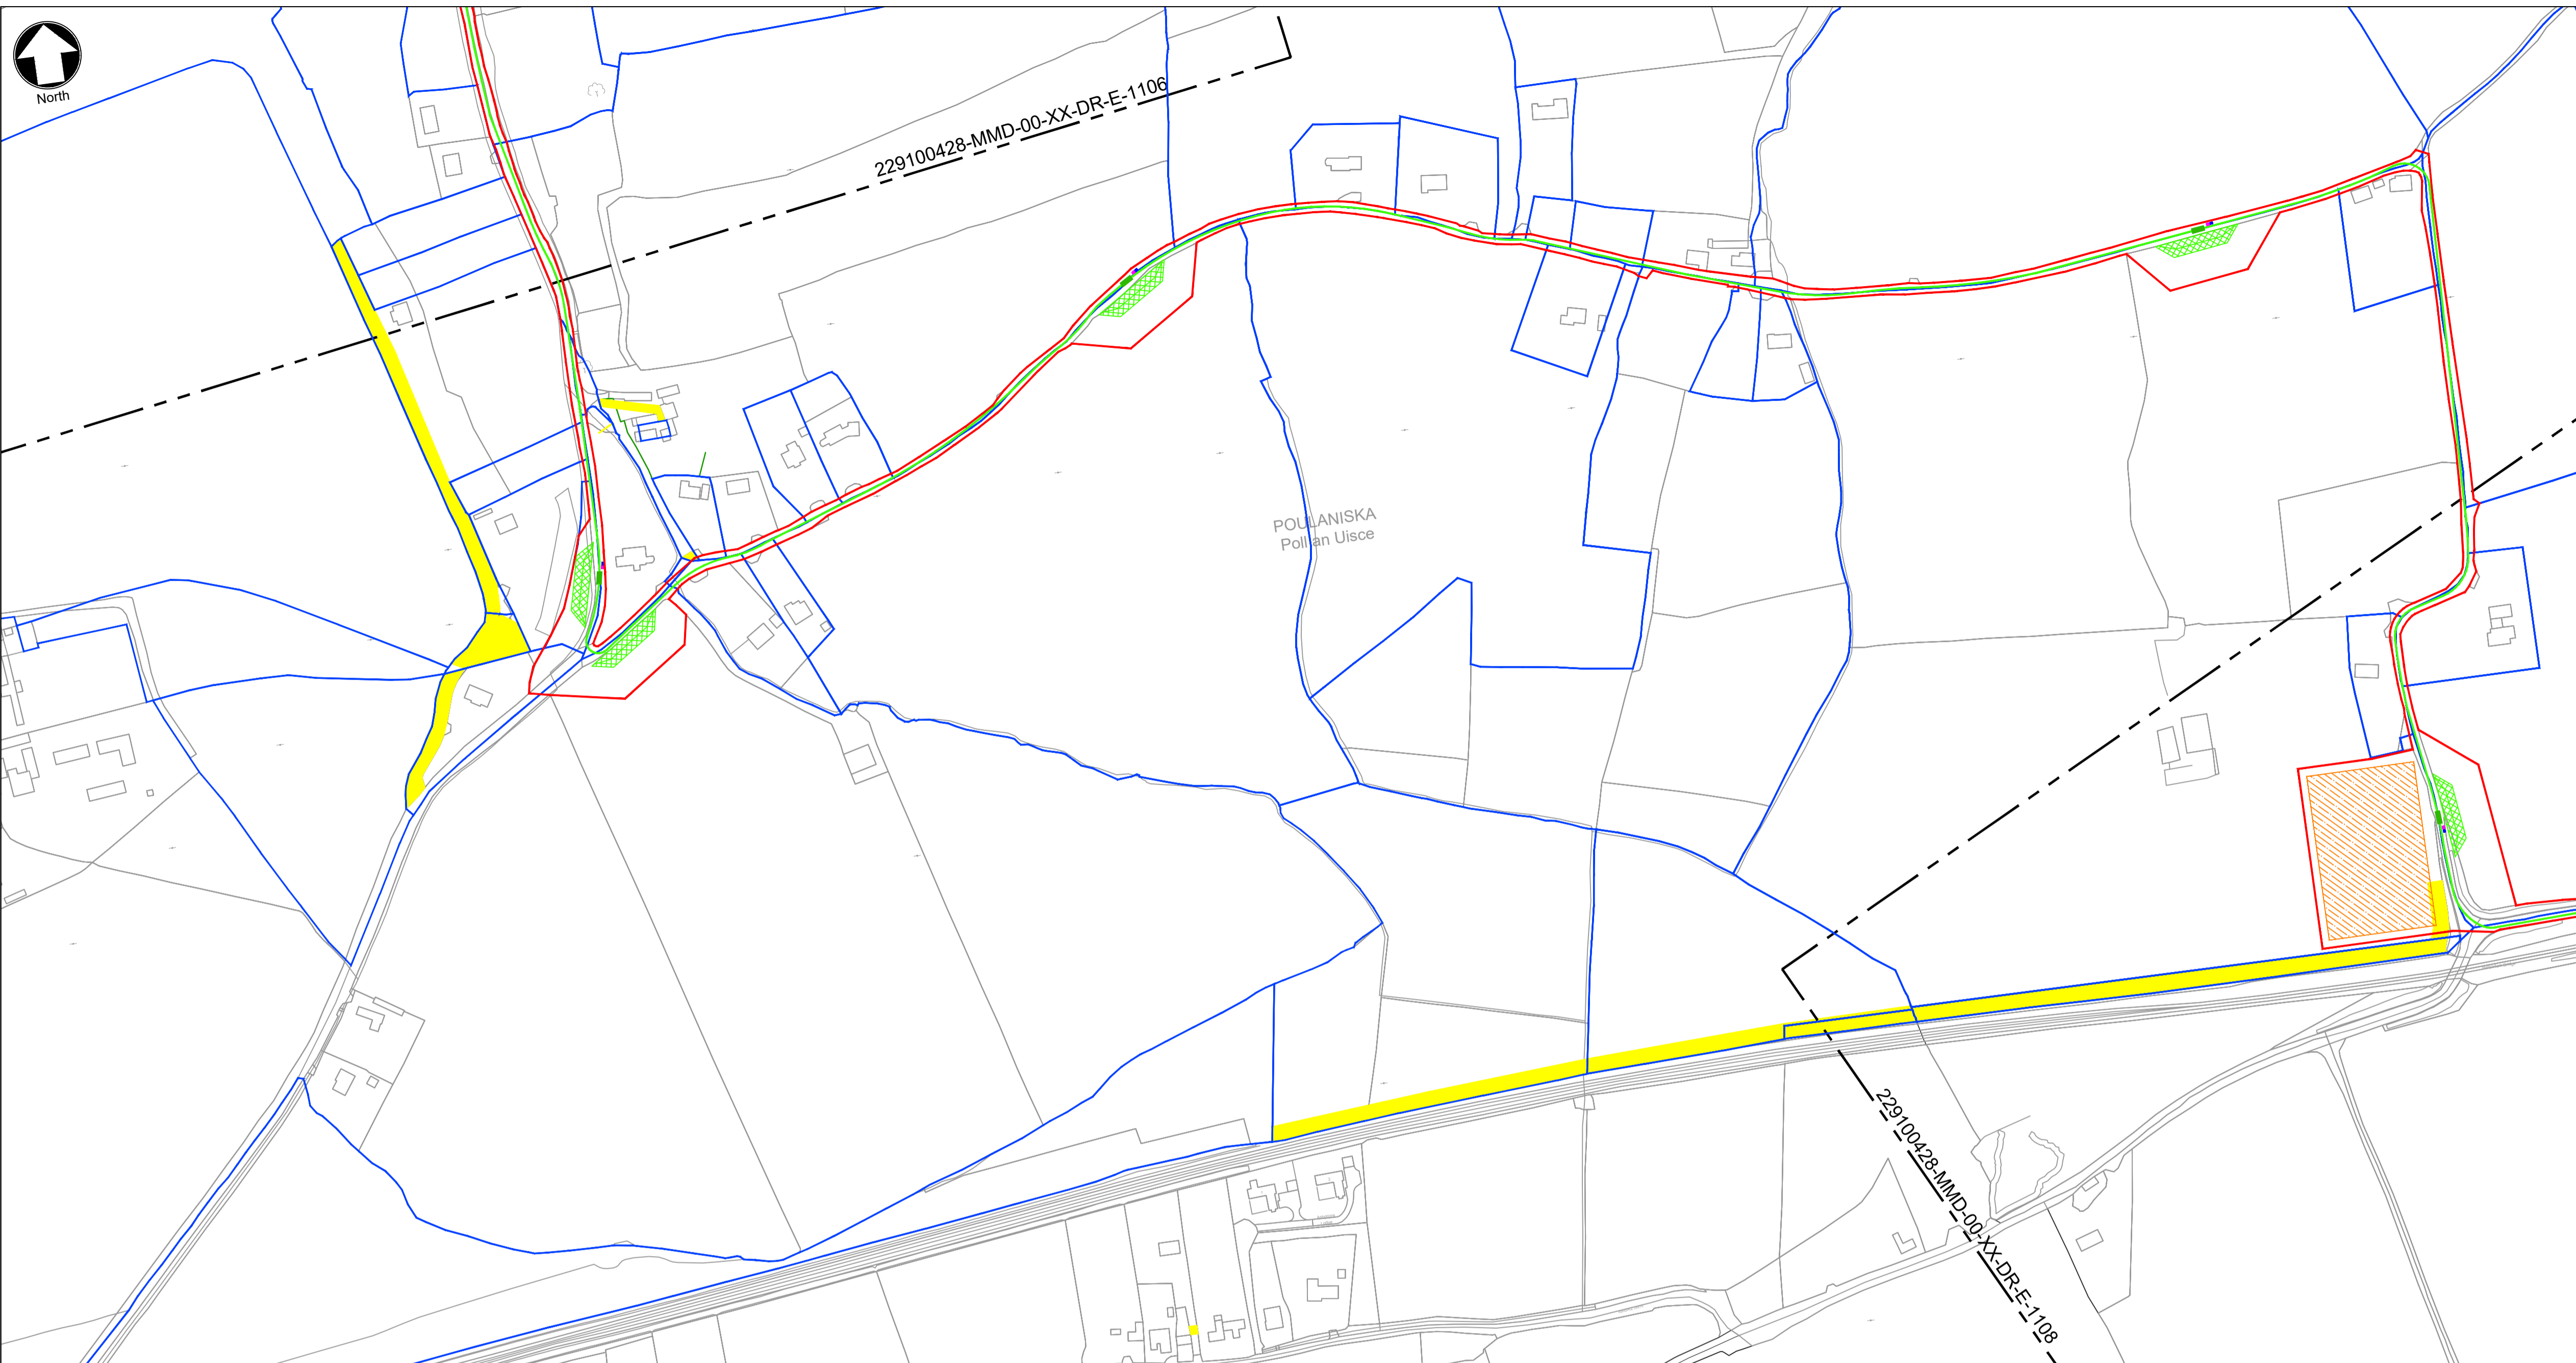 North
229100428-MMD-00-XX-DR-E-1106
POULANISKA
Poll an Uisce
229100428-MMD-00-XX-DR-E-1108